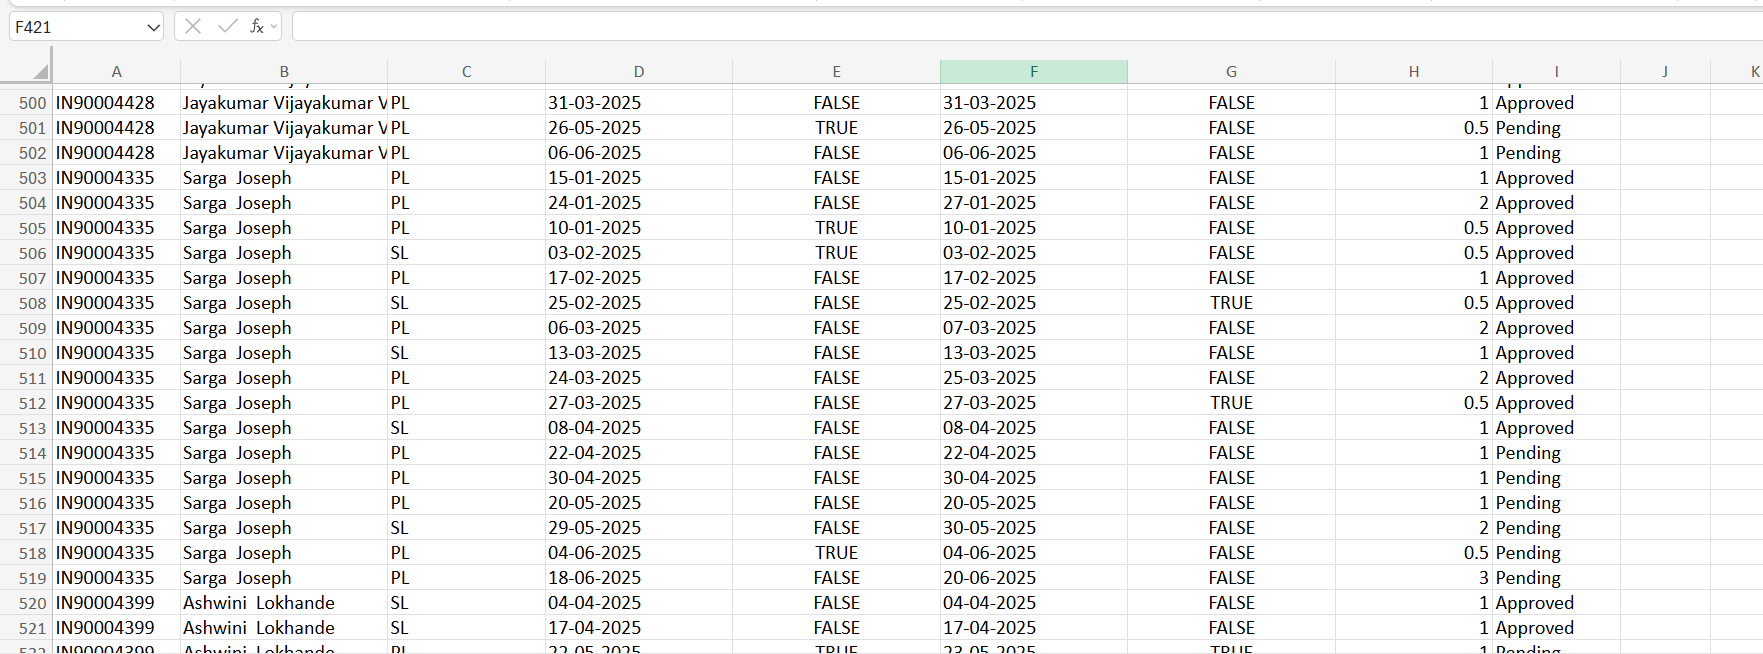 F421 fx
A B C D E F G H I J K
500 IN90004428 Jayakumar Vijayakumar V PL 31-03-2025 FALSE 31-03-2025 FALSE 1 Approved
501 IN90004428 Jayakumar Vijayakumar V PL 26-05-2025 TRUE 26-05-2025 FALSE 0.5 Pending
502 IN90004428 Jayakumar Vijayakumar V PL 06-06-2025 FALSE 06-06-2025 FALSE 1 Pending
503 IN90004335 Sarga Joseph PL 15-01-2025 FALSE 15-01-2025 FALSE 1 Approved
504 IN90004335 Sarga Joseph PL 24-01-2025 FALSE 27-01-2025 FALSE 2 Approved
505 IN90004335 Sarga Joseph PL 10-01-2025 TRUE 10-01-2025 FALSE 0.5 Approved
506 IN90004335 Sarga Joseph SL 03-02-2025 TRUE 03-02-2025 FALSE 0.5 Approved
507 IN90004335 Sarga Joseph PL 17-02-2025 FALSE 17-02-2025 FALSE 1 Approved
508 IN90004335 Sarga Joseph SL 25-02-2025 FALSE 25-02-2025 TRUE 0.5 Approved
509 IN90004335 Sarga Joseph PL 06-03-2025 FALSE 07-03-2025 FALSE 2 Approved
510 IN90004335 Sarga Joseph SL 13-03-2025 FALSE 13-03-2025 FALSE 1 Approved
511 IN90004335 Sarga Joseph PL 24-03-2025 FALSE 25-03-2025 FALSE 2 Approved
512 IN90004335 Sarga Joseph PL 27-03-2025 FALSE 27-03-2025 TRUE 0.5 Approved
513 IN90004335 Sarga Joseph SL 08-04-2025 FALSE 08-04-2025 FALSE 1 Approved
514 IN90004335 Sarga Joseph PL 22-04-2025 FALSE 22-04-2025 FALSE 1 Pending
515 IN90004335 Sarga Joseph PL 30-04-2025 FALSE 30-04-2025 FALSE 1 Pending
516 IN90004335 Sarga Joseph PL 20-05-2025 FALSE 20-05-2025 FALSE 1 Pending
517 IN90004335 Sarga Joseph SL 29-05-2025 FALSE 30-05-2025 FALSE 2 Pending
518 IN90004335 Sarga Joseph PL 04-06-2025 TRUE 04-06-2025 FALSE 0.5 Pending
519 IN90004335 Sarga Joseph PL 18-06-2025 FALSE 20-06-2025 FALSE 3 Pending
520 IN90004399 Ashwini Lokhande SL 04-04-2025 FALSE 04-04-2025 FALSE 1 Approved
521 IN90004399 Ashwini Lokhande SL 17-04-2025 FALSE 17-04-2025 FALSE 1 Approved
522 IN90004399 Ashwini Lokhande PL 22-05-2025 TRUE 23-05-2025 TRUE 1 Pending